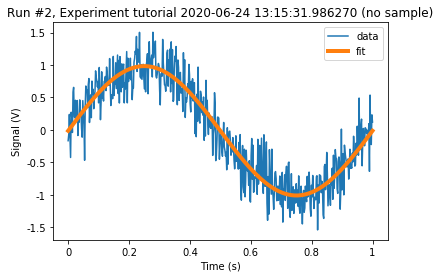 Run #2, Experiment tutorial 2020-06-24 13:15:31.986270 (no sample)
data
fit
1.5
1
0.5
0
-0.5
-1
-1.5
0
0.2
0.4
0.6
0.8
1
Signal (V)
Time (s)